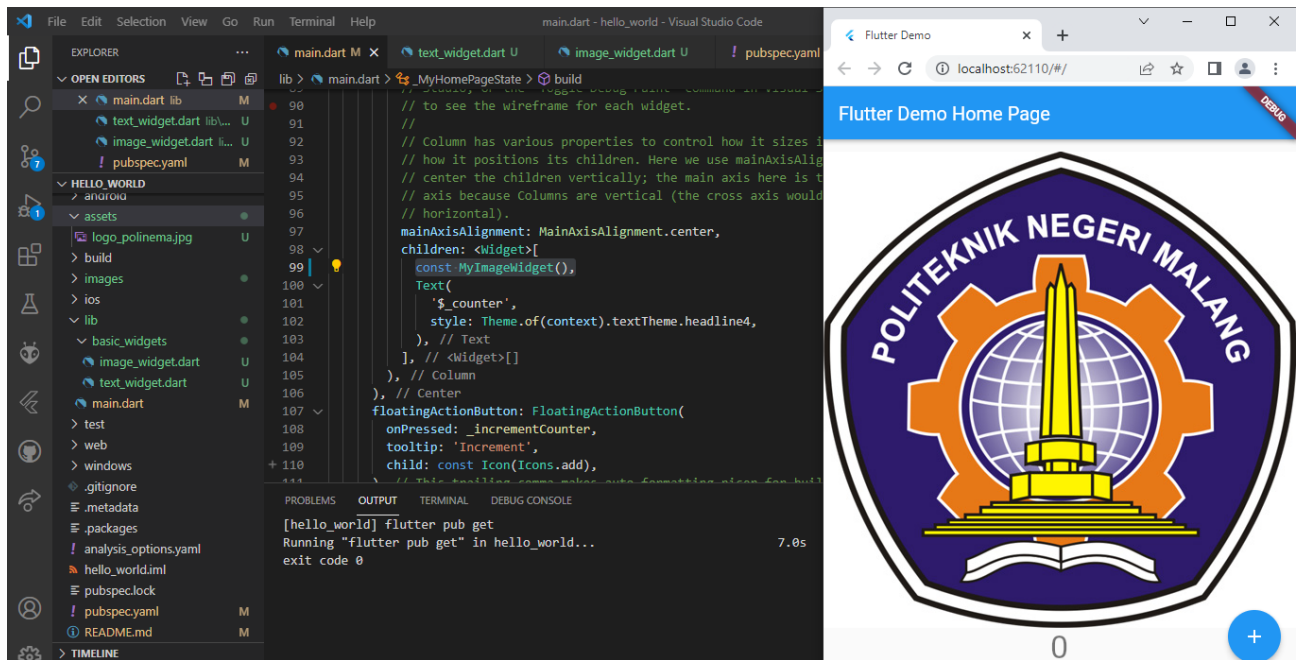 File Edit Selection View Go Run Terminal Help
main.dart - hello_world - Visual Studio Code
EXPLORER
OPEN EDITORS
main.dart lib M
text_widget.dart lib\... U
image_widget.dart li... U
! pubspec.yaml M
HELLO_WORLD
android
assets
logo_polinema.jpg U
build
images
ios
lib
basic_widgets
image_widget.dart U
text_widget.dart U
main.dart M
test
web
windows
.gitignore
.metadata
.packages
! analysis_options.yaml
hello_world.iml
pubspec.lock
! pubspec.yaml M
README.md M
TIMELINE
7
1
main.dart M
text_widget.dart U
image_widget.dart U
! pubspec.yaml
lib > main.dart > _MyHomePageState > build
90 // to see the wireframe for each widget.
91 //
92 // Column has various properties to control how it sizes
93 // how it positions its children. Here we use
94 // center the children vertically; the main axis here is
95 // axis because Columns are vertical (the cross axis would
96 // horizontal).
97 mainAxisAlignment: MainAxisAlignment.center,
98 children: <Widget>[
99 const MyImageWidget(),
100 Text(
101 '$_counter',
102 style: Theme.of(context).textTheme.headline4,
103 ), // Text
104 ], // <Widget>[]
105 ), // Column
106 ), // Center
107 floatingActionButton: FloatingActionButton(
108 onPressed: _incrementCounter,
109 tooltip: 'Increment',
110 child: const Icon(Icons.add),
PROBLEMS OUTPUT TERMINAL DEBUG CONSOLE
[hello_world] flutter pub get
Running "flutter pub get" in hello_world... 7.0s
exit code 0
Flutter Demo
localhost:62110/#/
Flutter Demo Home Page
DEBUG
POLITEKNIK NEGERI MALANG
0